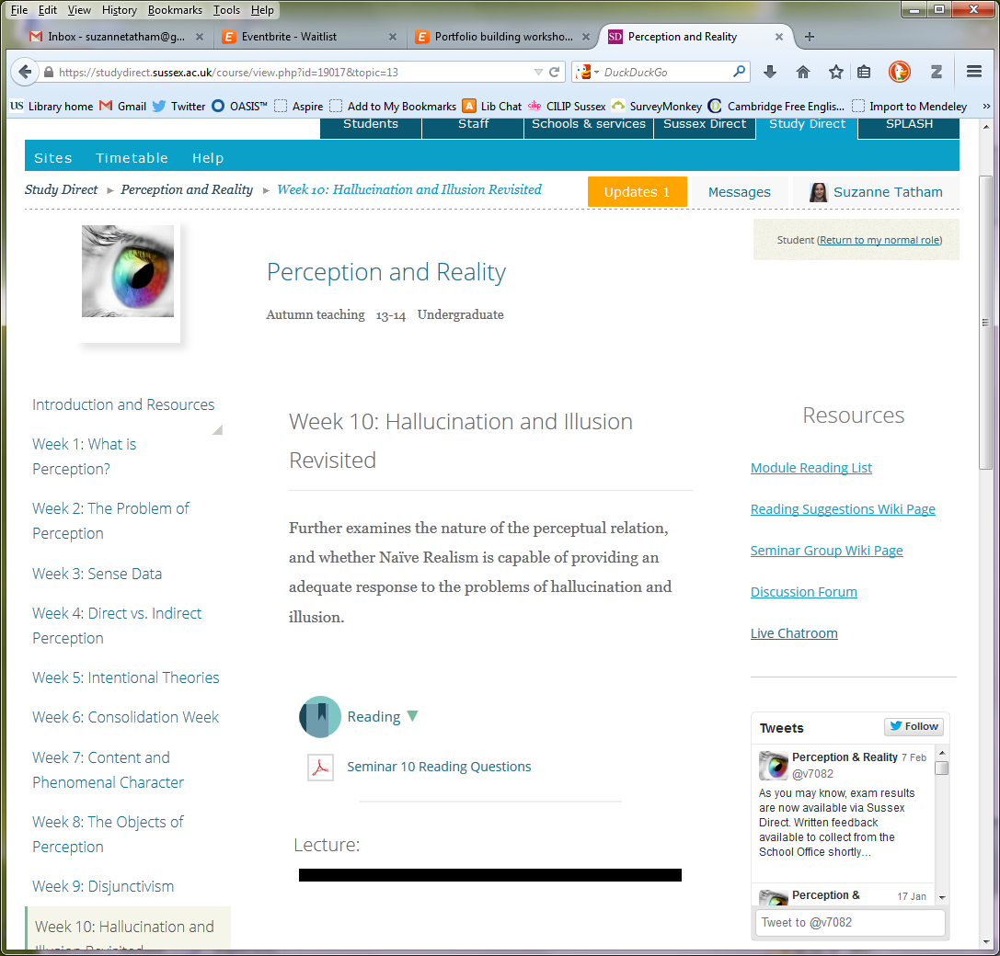 File Edit View History Bookmarks Tools Help
Inbox - suzannetatham@g... Eventbrite - Waitlist Portfolio building worksho... SD Perception and Reality
https://studydirect.sussex.ac.uk/course/view.php?id=19017&topic=13 DuckDuckGo
US Library home Gmail Twitter OASIS™ Aspire Add to My Bookmarks A Lib Chat cilip CILIP Sussex SurveyMonkey Cambridge Free Englis... Import to Mendeley »
Students Staff Schools & services Sussex Direct Study Direct SPLASH
Sites Timetable Help
Study Direct ► Perception and Reality ► Week 10: Hallucination and Illusion Revisited Updates 1 Messages Suzanne Tatham
Student (Return to my normal role)
Perception and Reality
Autumn teaching 13-14 Undergraduate
Introduction and Resources
Week 1: What is
Perception?
Week 2: The Problem of
Perception
Week 3: Sense Data
Week 4: Direct vs. Indirect
Perception
Week 5: Intentional Theories
Week 6: Consolidation Week
Week 7: Content and
Phenomenal Character
Week 8: The Objects of
Perception
Week 9: Disjunctivism
Week 10: Hallucination and
Illusion Revisited
Week 10: Hallucination and Illusion
Revisited
Further examines the nature of the perceptual relation,
and whether Naïve Realism is capable of providing an
adequate response to the problems of hallucination and
illusion.
Reading ▼
Seminar 10 Reading Questions
Lecture:
Resources
Module Reading List
Reading Suggestions Wiki Page
Seminar Group Wiki Page
Discussion Forum
Live Chatroom
Tweets Follow
Perception & Reality 7 Feb
@v7082
As you may know, exam results
are now available via Sussex
Direct. Written feedback
available to collect from the
School Office shortly...
Perception & 17 Jan
Tweet to @v7082